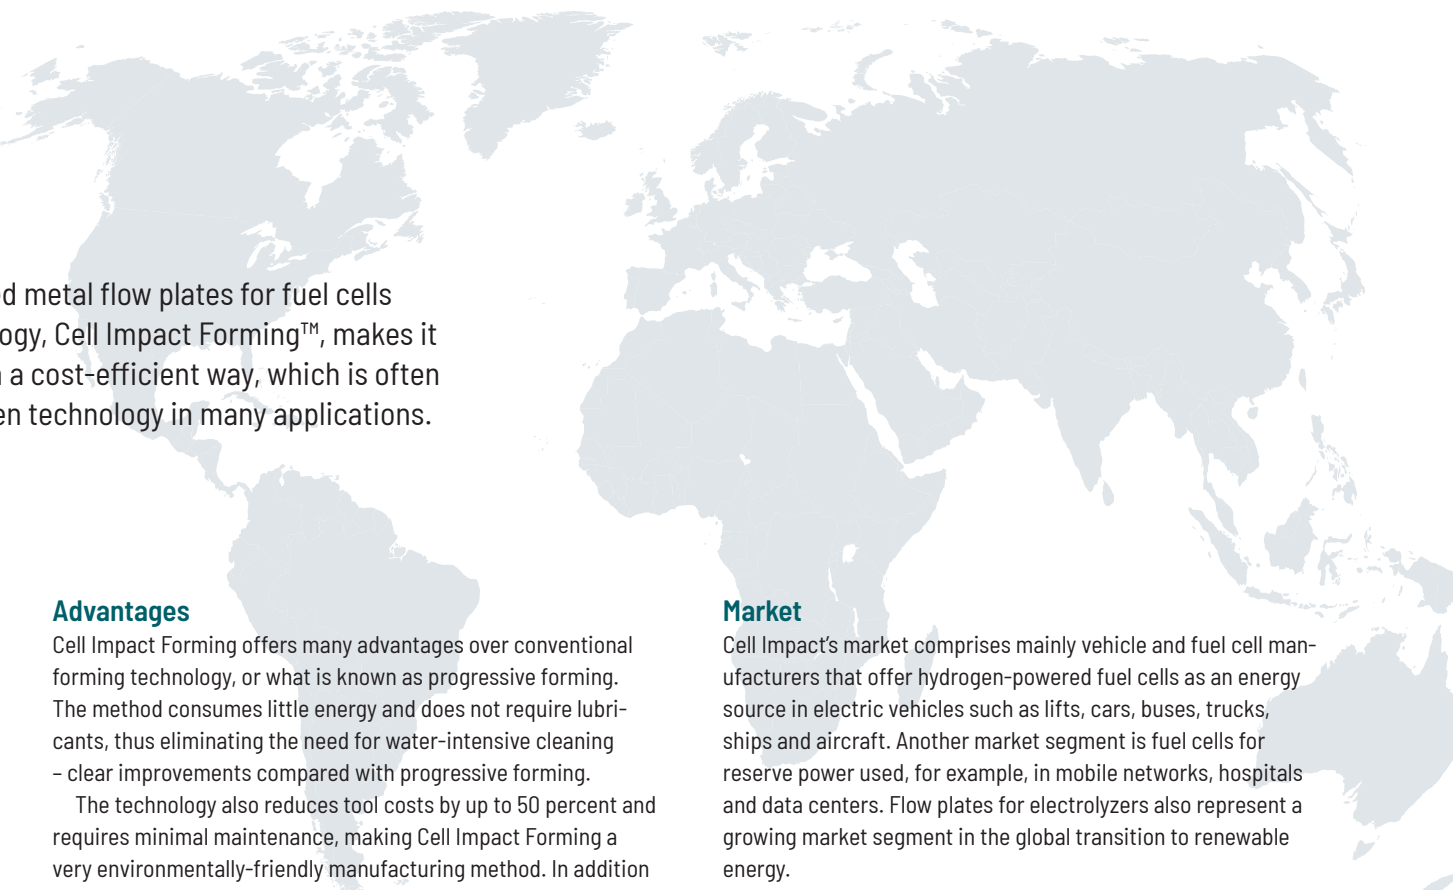 ed metal flow plates for fuel cells
ogy, Cell Impact Forming™, makes it
a cost-efficient way, which is often
en technology in many applications.
Advantages
Cell Impact Forming offers many advantages over conventional
forming technology, or what is known as progressive forming.
The method consumes little energy and does not require lubri-
cants, thus eliminating the need for water-intensive cleaning
– clear improvements compared with progressive forming.
The technology also reduces tool costs by up to 50 percent and
requires minimal maintenance, making Cell Impact Forming a
very environmentally-friendly manufacturing method. In addition
Market
Cell Impact’s market comprises mainly vehicle and fuel cell man-
ufacturers that offer hydrogen-powered fuel cells as an energy
source in electric vehicles such as lifts, cars, buses, trucks,
ships and aircraft. Another market segment is fuel cells for
reserve power used, for example, in mobile networks, hospitals
and data centers. Flow plates for electrolyzers also represent a
growing market segment in the global transition to renewable
energy.